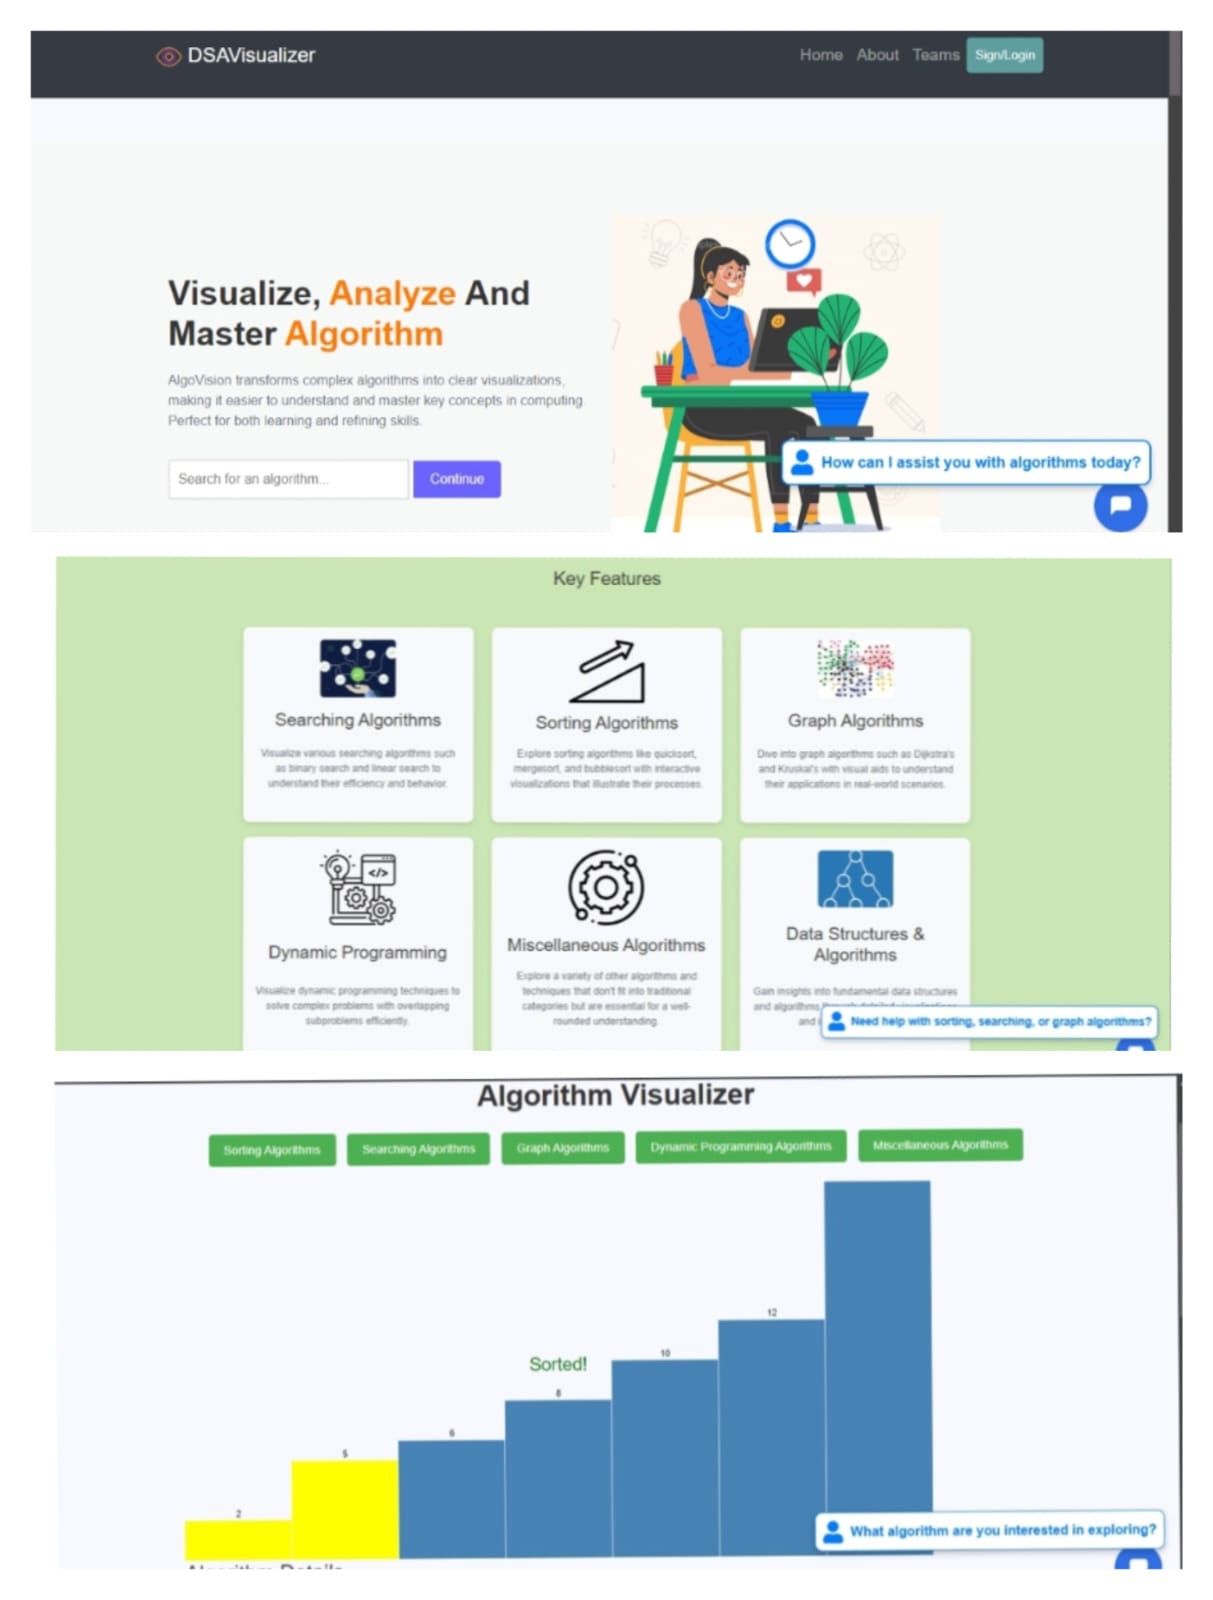 DSAVisualizer
Home About Teams Sign/Login
Visualize, Analyze And
Master Algorithm
AlgoVision transforms complex algorithms into clear visualizations,
making it easier to understand and master key concepts in computing.
Perfect for both learning and refining skills.
Search for an algorithm...
Continue
How can I assist you with algorithms today?
Key Features
Searching Algorithms
Visualize various searching algorithms such
as binary search and linear search to
understand their efficiency and behavior.
Sorting Algorithms
Explore sorting algorithms like quicksort,
mergesort, and bubblesort with interactive
visualizations that illustrate their processes.
Graph Algorithms
Dive into graph algorithms such as Dijkstra's
and Kruskal's with visual aids to understand
their applications in real-world scenarios.
Dynamic Programming
Visualize dynamic programming techniques to
solve complex problems with overlapping
subproblems efficiently.
Miscellaneous Algorithms
Explore a variety of other algorithms and
techniques that don't fit into traditional
categories but are essential for a well-
rounded understanding.
Data Structures &
Algorithms
Gain insights into fundamental data structures
and algorithms
and
Need help with sorting, searching, or graph algorithms?
Algorithm Visualizer
Sorting Algorithms
Searching Algorithms
Graph Algorithms
Dynamic Programming Algorithms
Miscellaneous Algorithms
12
10
Sorted!
8
6
5
2
What algorithm are you interested in exploring?
Algorithm Details